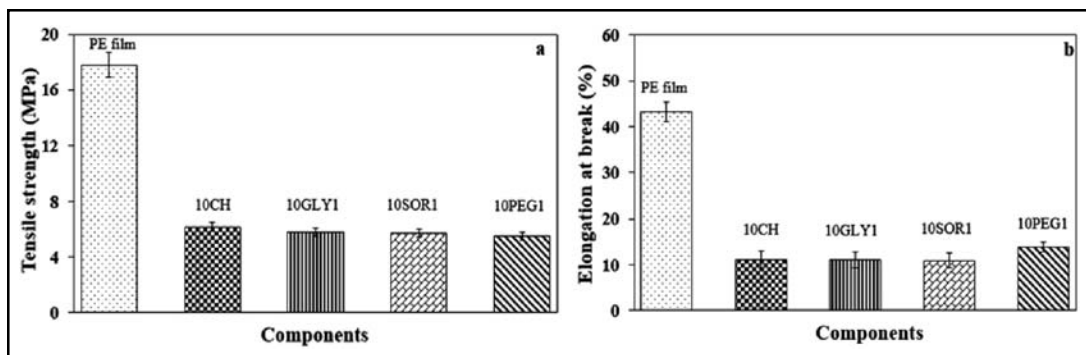 a
Tensile strength (MPa)
20
16
12
8
4
0
PE film
10CH
10GLY1
10SOR1
10PEG1
Components
b
Elongation at break (%)
60
50
40
30
20
10
0
PE film
10CH
10GLY1
10SOR1
10PEG1
Components